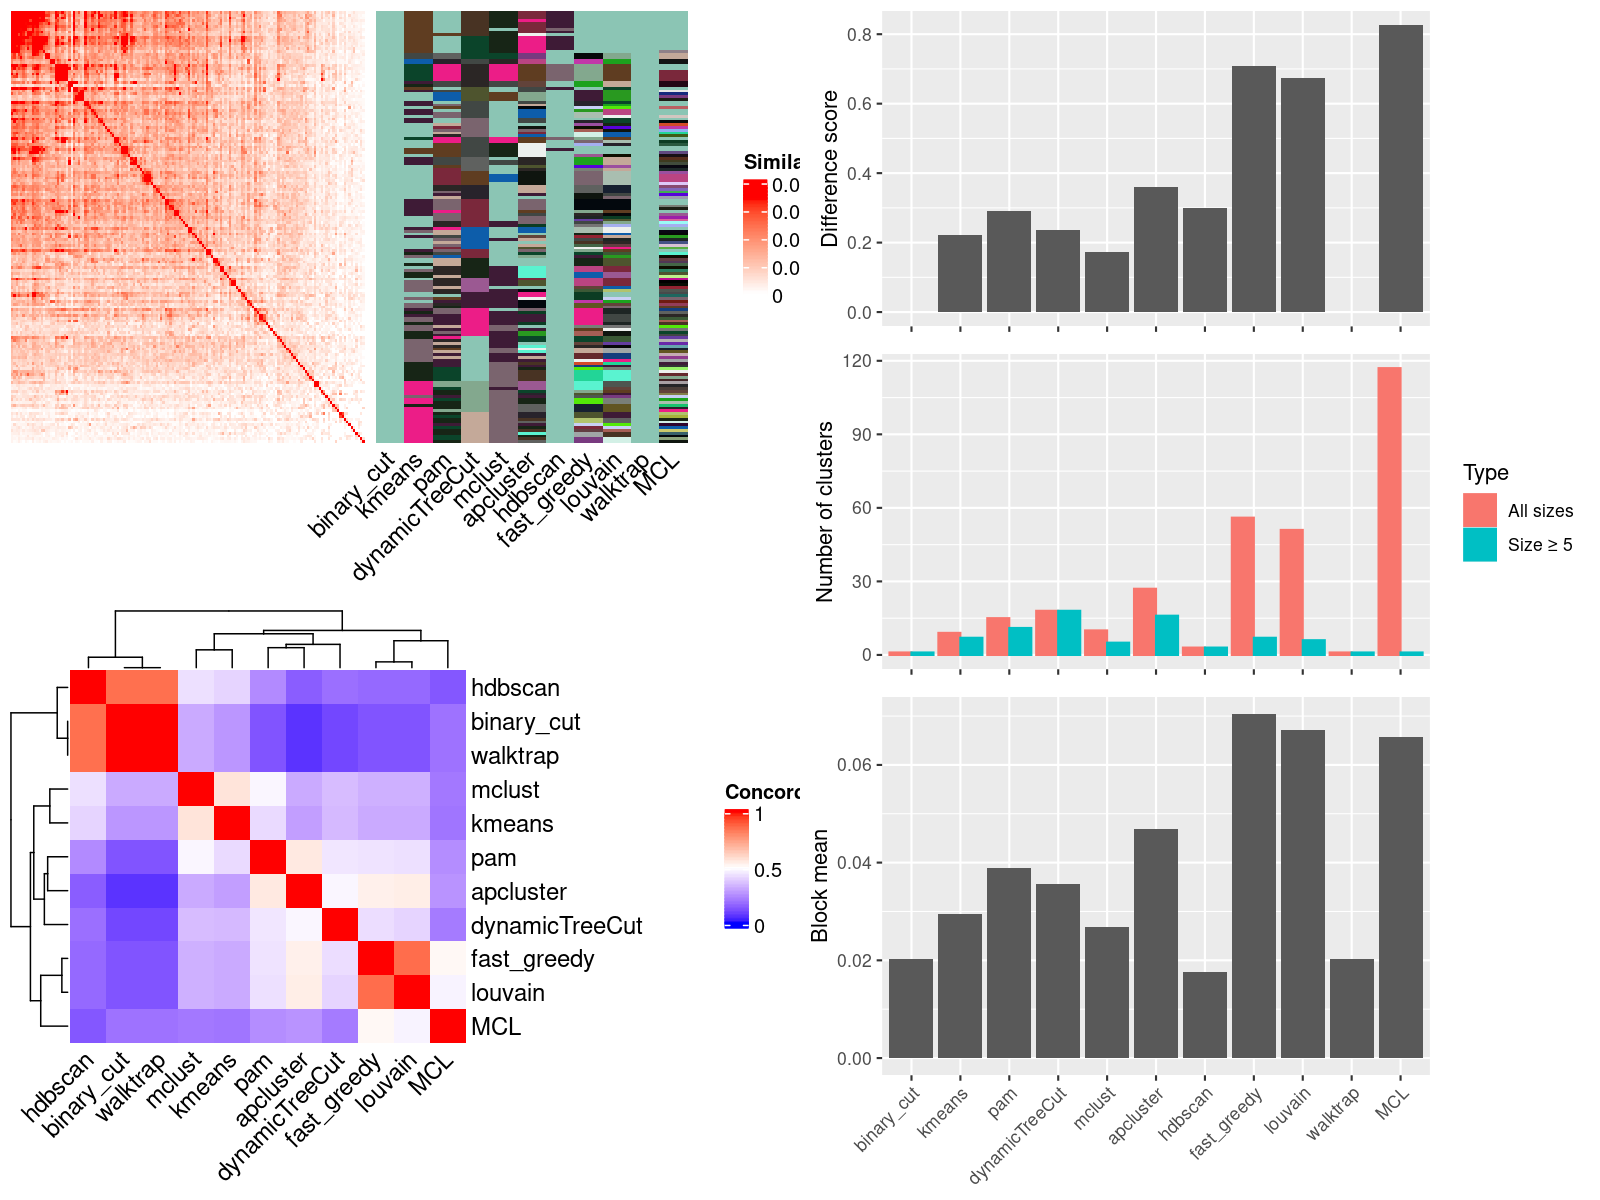 Simila
0.0
0.0
0.0
0.0
0
binary_cut
kmeans
pam
dynamicTreeCut
mclust
apcluster
hdbscan
fast_greedy
louvain
walktrap
MCL
hdbscan
binary_cut
walktrap
mclust
kmeans
pam
apcluster
dynamicTreeCut
fast_greedy
louvain
MCL
hdbscan
binary_cut
walktrap
mclust
kmeans
pam
apcluster
dynamicTreeCut
fast_greedy
louvain
MCL
Concord
1
0.5
0
Difference score
0.8
0.6
0.4
0.2
0.0
Number of clusters
120
90
60
30
0
Type
All sizes
Size ≥ 5
Block mean
0.06
0.04
0.02
0.00
binary_cut
kmeans
pam
dynamicTreeCut
mclust
apcluster
hdbscan
fast_greedy
louvain
walktrap
MCL